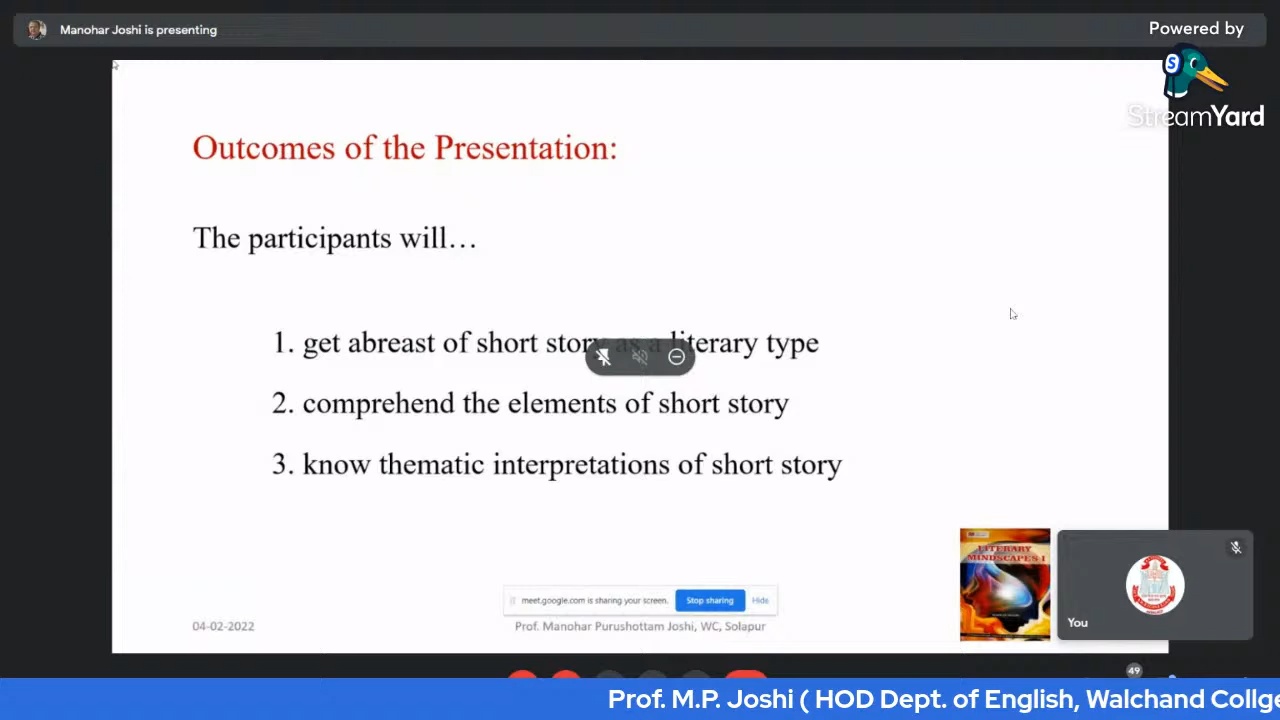 Manohar Joshi is presenting
Powered by
StreamYard
Outcomes of the Presentation:
The participants will…
1. get abreast of short story as a literary type
2. comprehend the elements of short story
3. know thematic interpretations of short story
LITERARY
MINDSCAPES I
meet.google.com is sharing your screen.
Stop sharing
Hide
You
04-02-2022
Prof. Manohar Purushottam Joshi, WC, Solapur
49
Prof. M.P. Joshi ( HOD Dept. of English, Walchand Collge